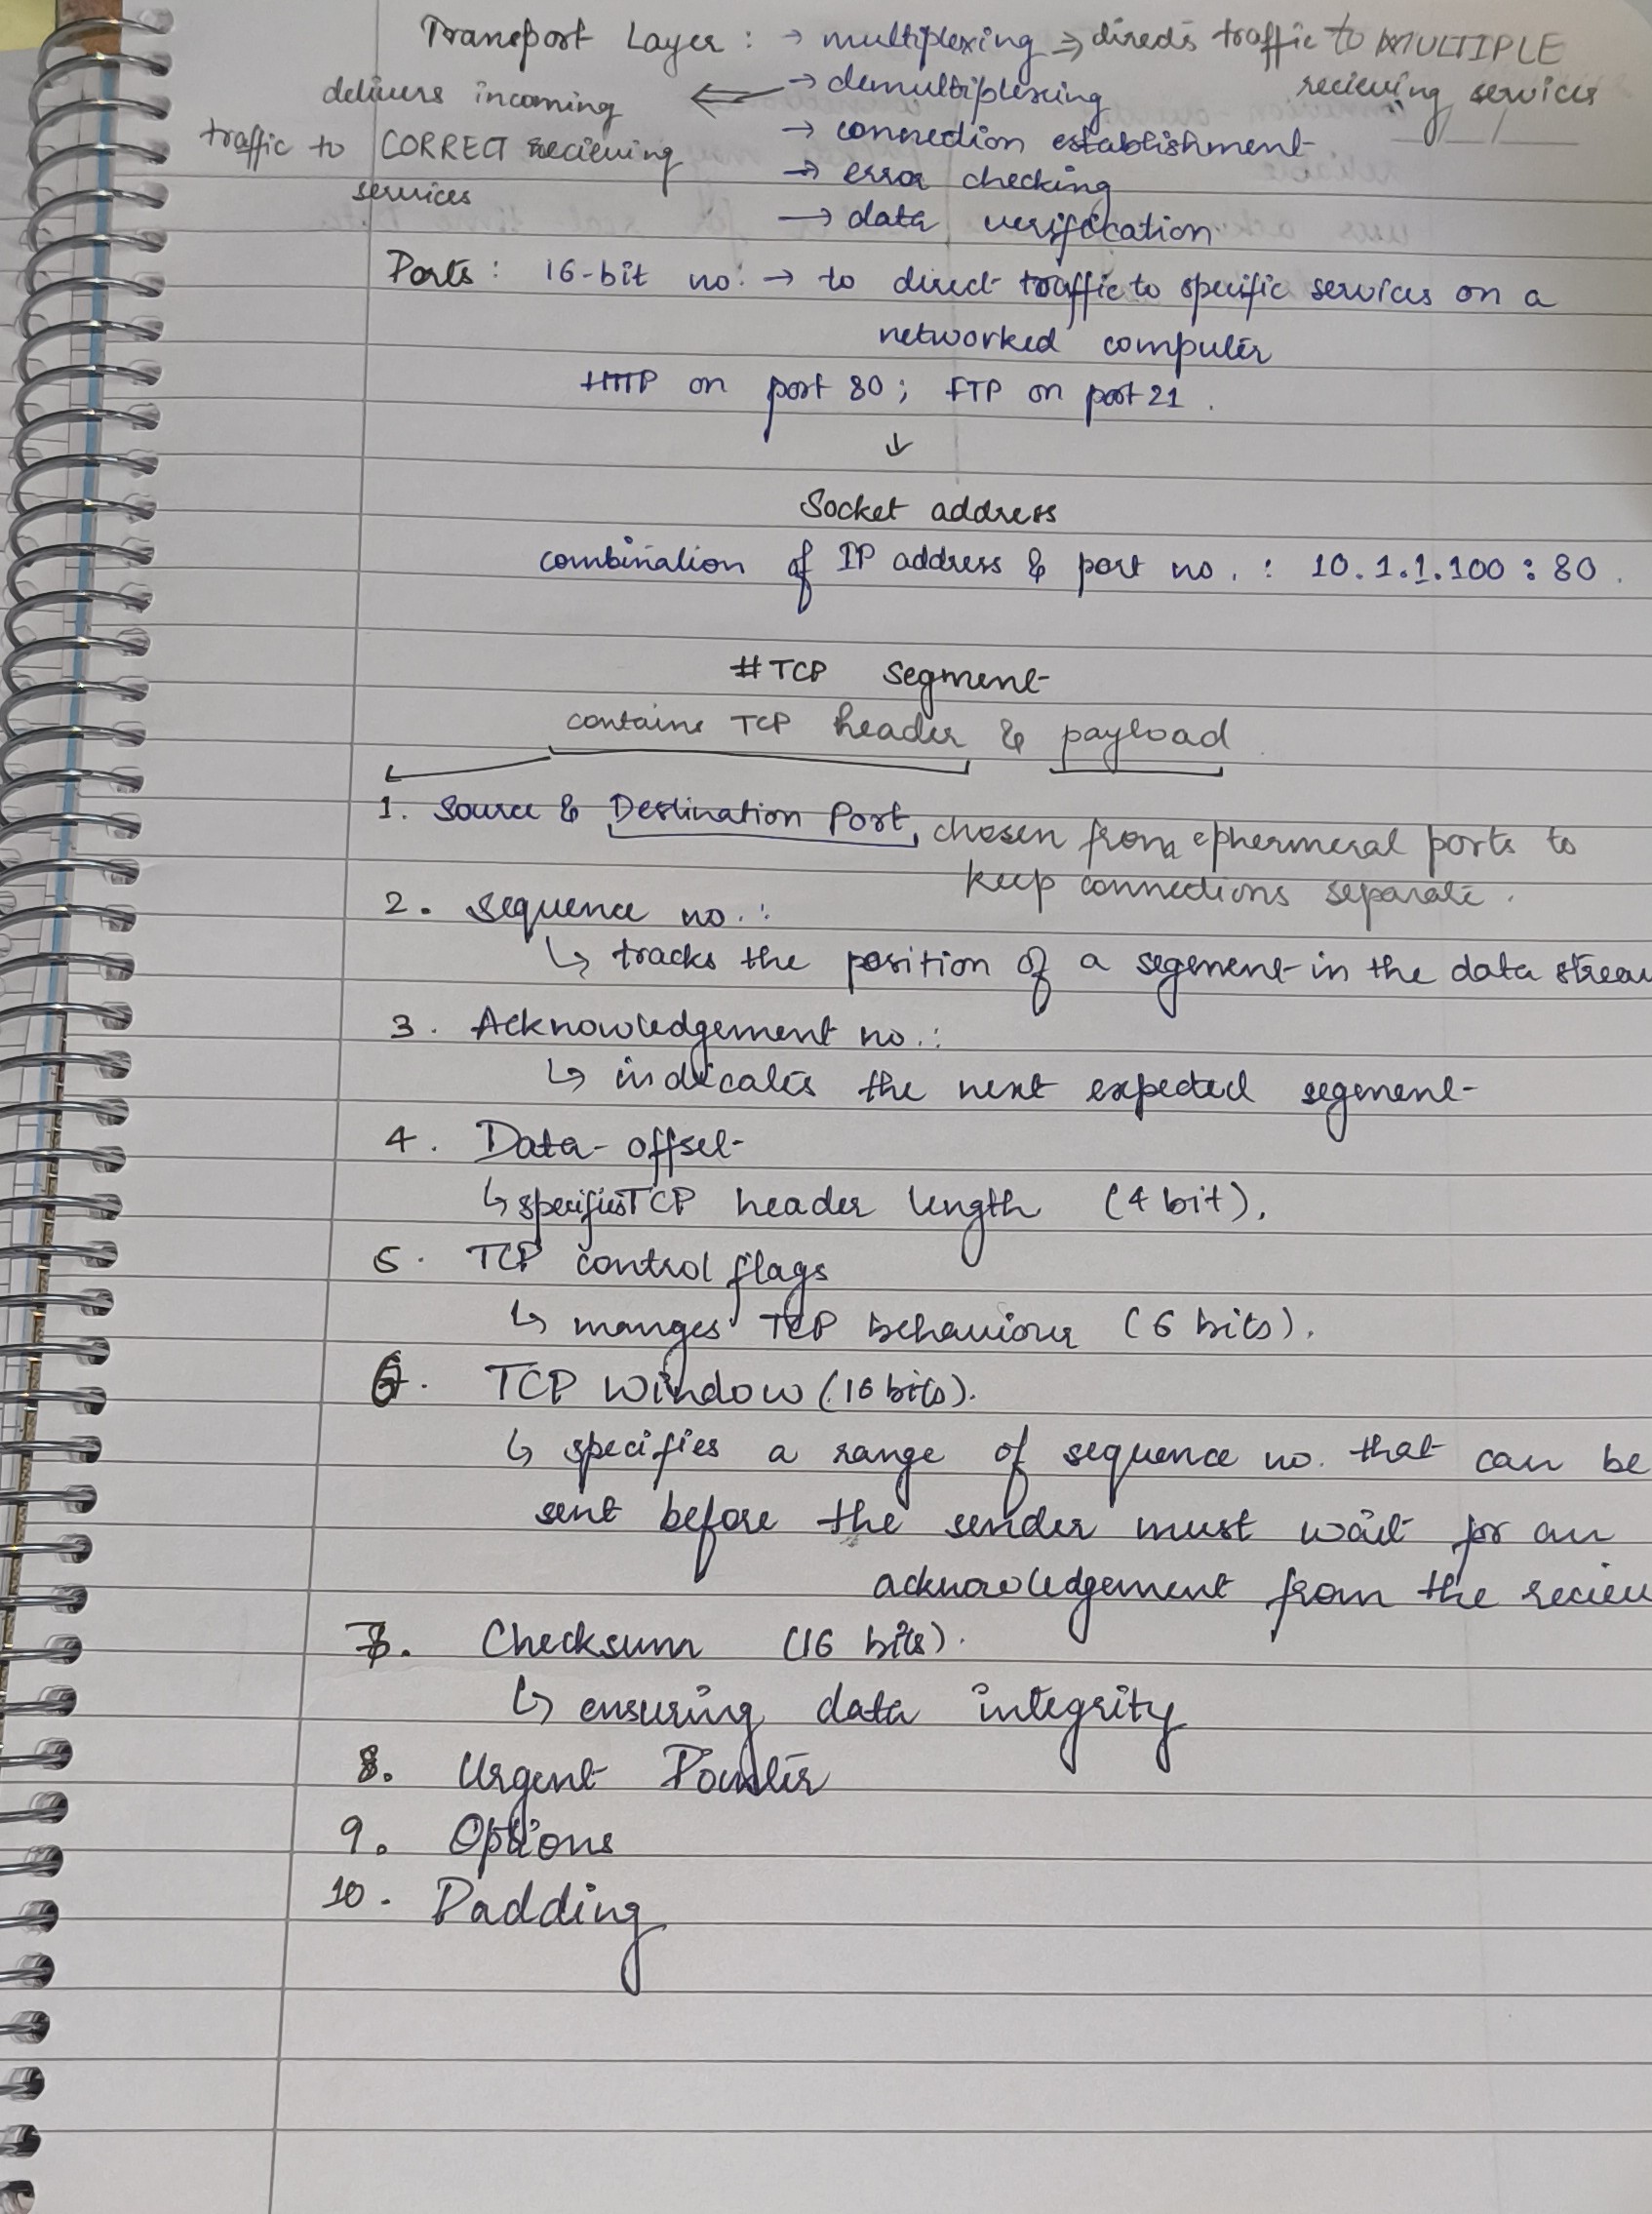 Transport Layer : → multiplexing ⇒ directs traffic to MULTIPLE
recieving services
→ demultiplexing
delivers incoming
traffic to CORRECT recieving
services
→ connection establishment
→ error checking
→ data verification
Ports : 16-bit no. → to direct traffic to specific services on a
networked computer
HTTP on port 80 ; FTP on port 21 .
↓
Socket address
combination of IP address & port no. : 10.1.1.100 : 80 .
# TCP segment
contains TCP header & payload
1. Source & Destination Port, chosen from ephermeral ports to
keep connections separate .
2. sequence no. :
↳ tracks the position of a segement in the data strea
3. Acknowledgement no. :
↳ indicates the next expected segment
4. Data offset
↳ specifies TCP header length (4 bit).
5. TCP control flags
↳ manges TCP behaviour (6 bits).
6. TCP window (16 bits).
↳ specifies a range of sequence no. that can be
sent before the sender must wait for an
acknowledgement from the reciev
7. Checksum (16 bits).
↳ ensuring data integrity
8. Urgent Pointer
9. Options
10. Padding